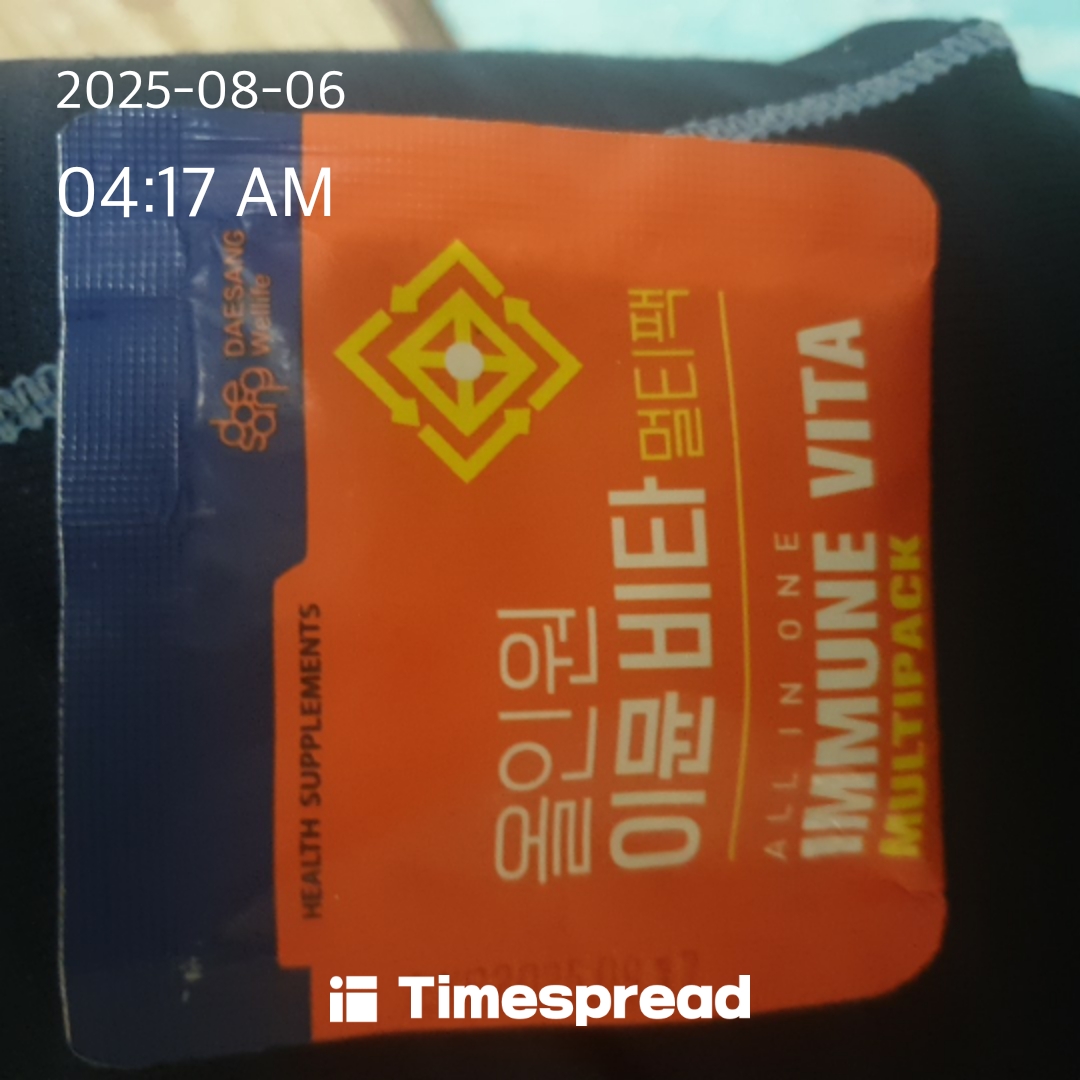 2025-08-06
04:17 AM
DAESANG
Wellife
HEALTH SUPPLEMENTS
올인원
이뮨 비타 멀티팩
ALL IN ONE
IMMUNE VITA
MULTIPACK
Timespread